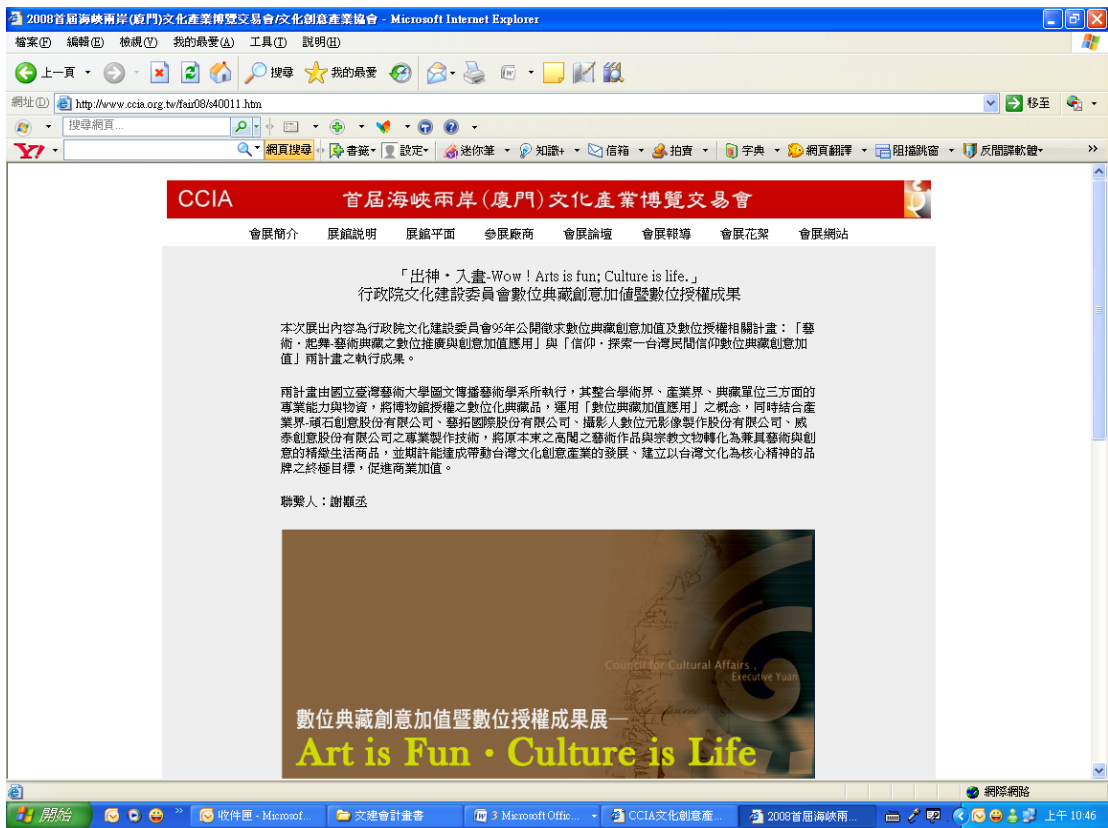 2008首屆海峽兩岸(廈門)文化產業博覽交易會/文化創意產業協會 - Microsoft Internet Explorer
檔案(F) 編輯(E) 檢視(V) 我的最愛(A) 工具(T) 說明(H)
上一頁 搜尋 我的最愛
網址(D) http://www.ccia.org.tw/fair08/s40011.htm 移至
搜尋網頁...
Y! 網頁搜尋 書籤 設定 迷你筆 知識+ 信箱 拍賣 字典 網頁翻譯 阻擋跳窗 反間諜軟體 »
CCIA 首屆海峽兩岸(廈門)文化產業博覽交易會
會展簡介 展館說明 展館平面 參展廠商 會展論壇 會展報導 會展花絮 會展網站
「出神・入畫-Wow ! Arts is fun; Culture is life.」
行政院文化建設委員會數位典藏創意加值暨數位授權成果
本次展出內容為行政院文化建設委員會95年公開徵求數位典藏創意加值及數位授權相關計畫：「藝
術・起舞-藝術典藏之數位推廣與創意加值應用」與「信仰・探索－台灣民間信仰數位典藏創意加
值」兩計畫之執行成果。
兩計畫由國立臺灣藝術大學圖文傳播藝術學系所執行，其整合學術界、產業界、典藏單位三方面的
專業能力與物資，將博物館授權之數位化典藏品，運用「數位典藏加值應用」之概念，同時結合產
業界-頑石創意股份有限公司、藝拓國際股份有限公司、攝影人數位元影像製作股份有限公司、威
泰創意股份有限公司之專業製作技術，將原本束之高閣之藝術作品與宗教文物轉化為兼具藝術與創
意的精緻生活商品，並期許能達成帶動台灣文化創意產業的發展、建立以台灣文化為核心精神的品
牌之終極目標，促進商業加值。
聯繫人：謝顒丞
Council for Cultural Affairs ,
Executive Yuan
數位典藏創意加值暨數位授權成果展—
Art is Fun・Culture is Life
網際網路
開始 » 收件匣 - Microsof... 文建會計畫書 3 Microsoft Offic... CCIA文化創意產... 2008首屆海峽兩... 上午 10:46